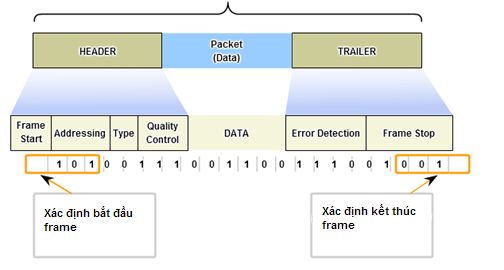 HEADER
Packet
(Data)
TRAILER
Frame
Start
Addressing
Type
Quality
Control
DATA
Error Detection
Frame Stop
1 0 1 0 0 1 1 1 0 0 1 1 0 0 1 1 1 0 0 1 0 0 1
Xác định bắt đầu
frame
Xác định kết thúc
frame